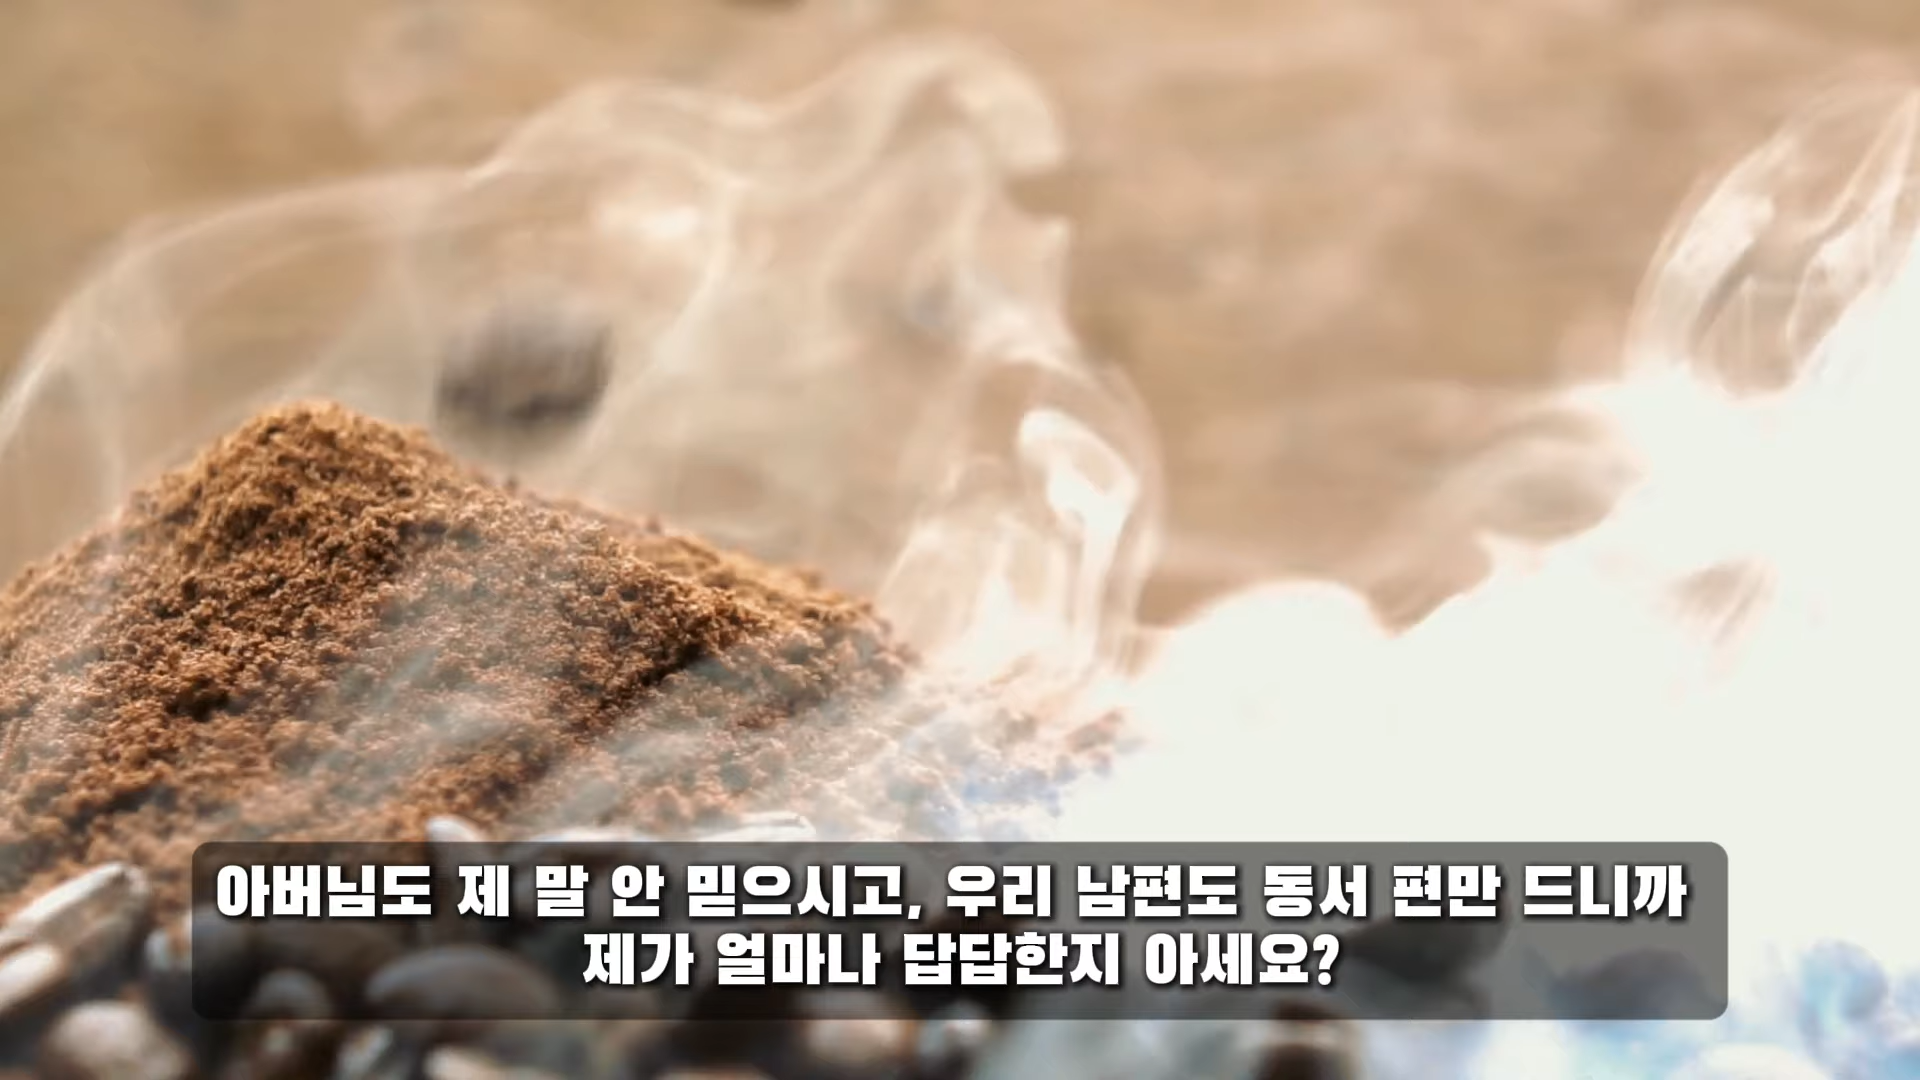 아버님도 제 말 안 믿으시고, 우리 남편도 동서 편만 드니까
제가 얼마나 답답한지 아세요?